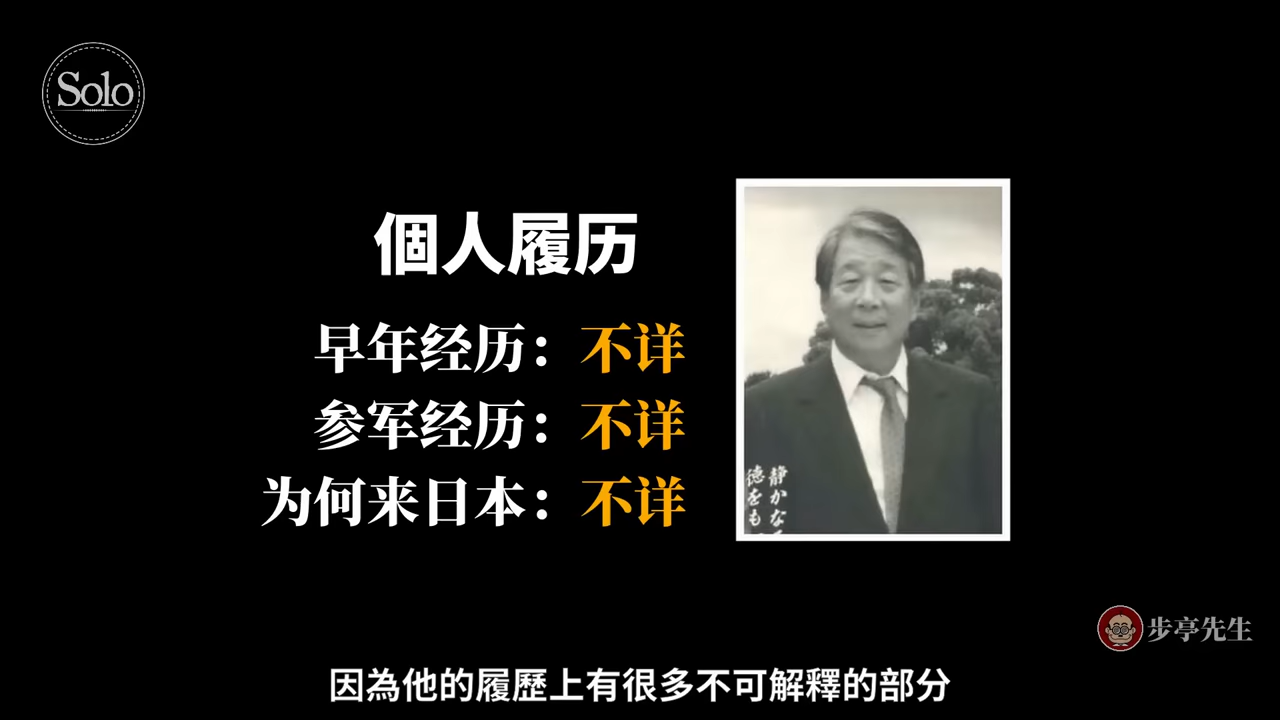 Solo
個人履历
早年经历：不详
参军经历：不详
为何来日本：不详
静かな
徳をも
步亭先生
因為他的履歷上有很多不可解釋的部分